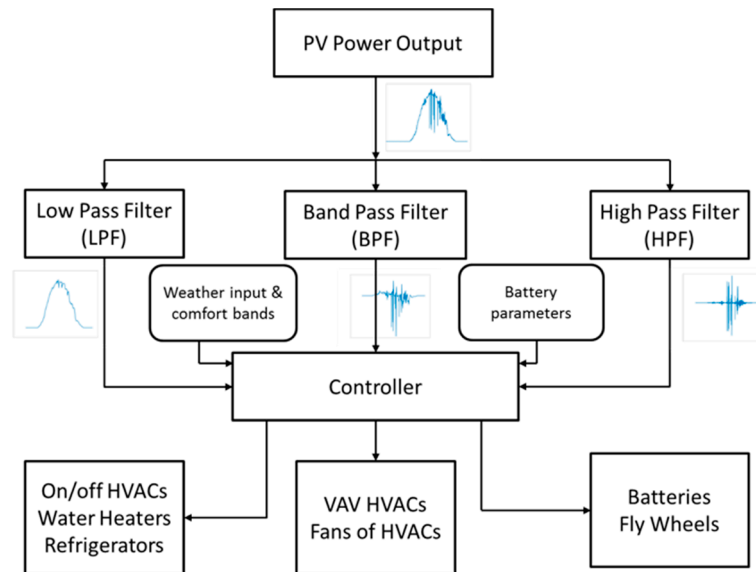 PV Power Output
Low Pass Filter
(LPF)
Band Pass Filter
(BPF)
High Pass Filter
(HPF)
Weather input &
comfort bands
Battery
parameters
Controller
On/off HVACs
Water Heaters
Refrigerators
VAV HVACs
Fans of HVACs
Batteries
Fly Wheels